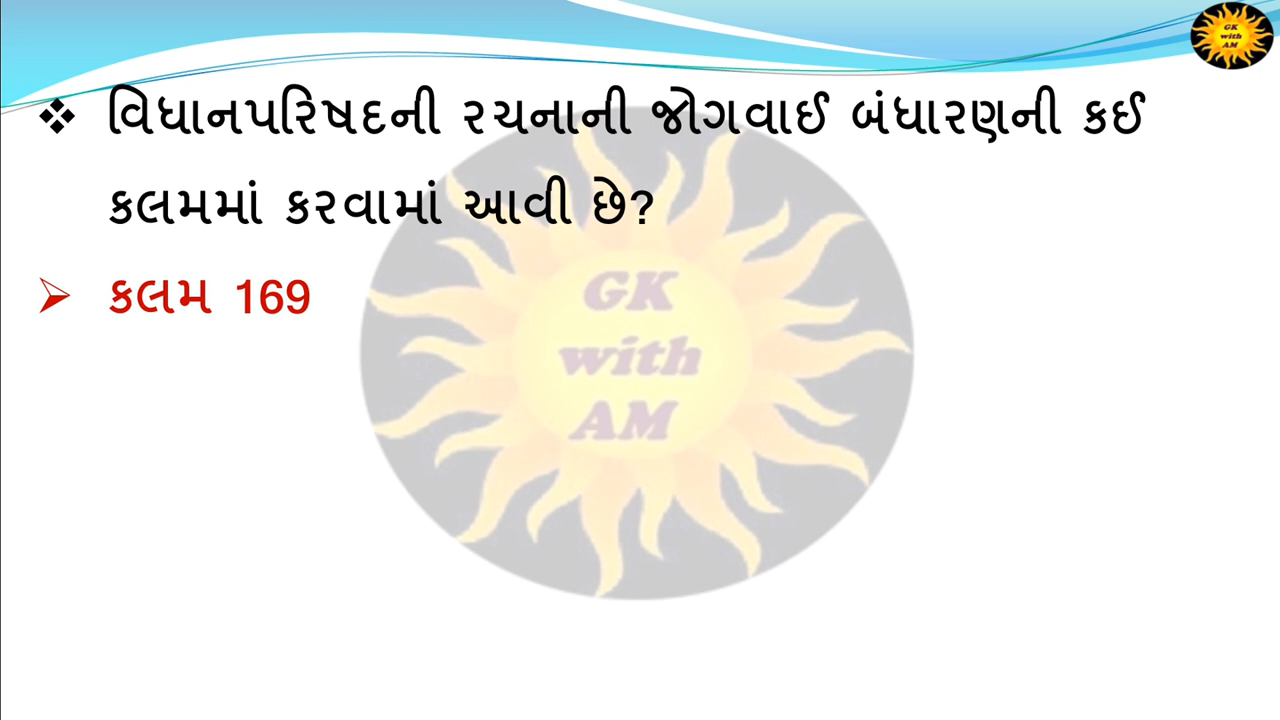 GK
with
AM
❖ વિધાનપરિષદની રચનાની જોગવાઈ બંધારણની કઈ
કલમમાં કરવામાં આવી છે?
➢ કલમ 169
GK
with
AM